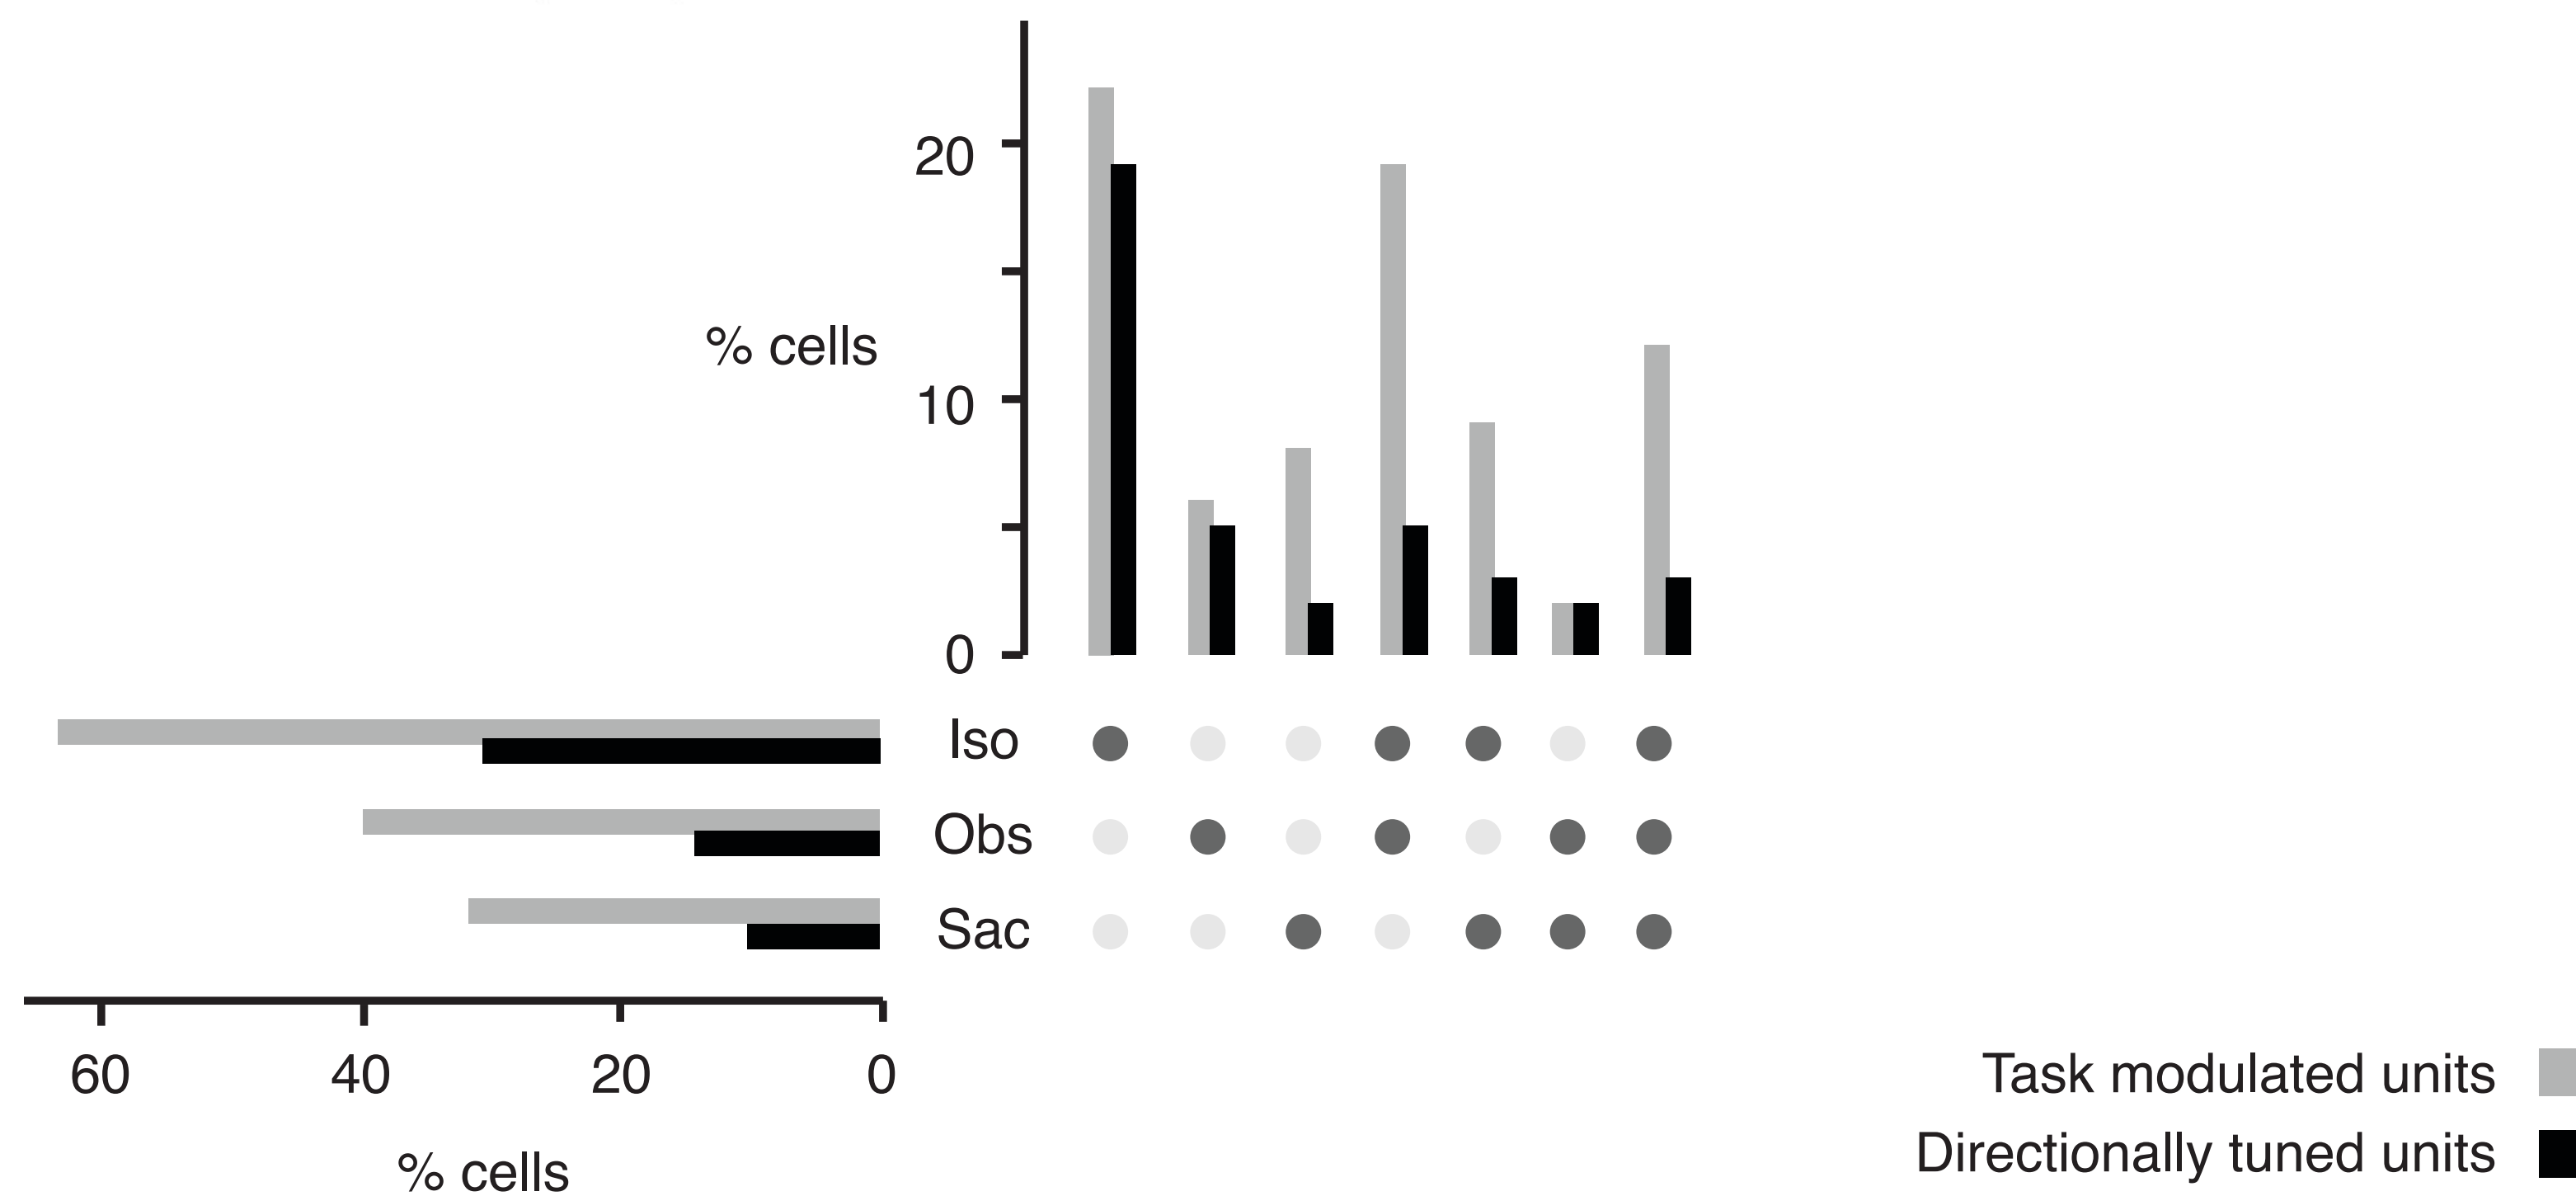 20
% cells
10
0
Iso
Obs
Sac
60 40 20 0
% cells
Task modulated units
Directionally tuned units